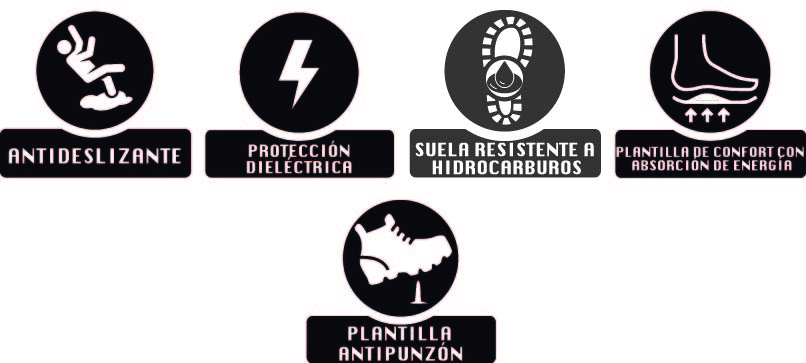 ANTIDESLIZANTE
PROTECCIÓN
DIELÉCTRICA
SUELA RESISTENTE A
HIDROCARBUROS
PLANTILLA DE CONFORT CON
ABSORCIÓN DE ENERGÍA
PLANTILLA
ANTIPUNZÓN